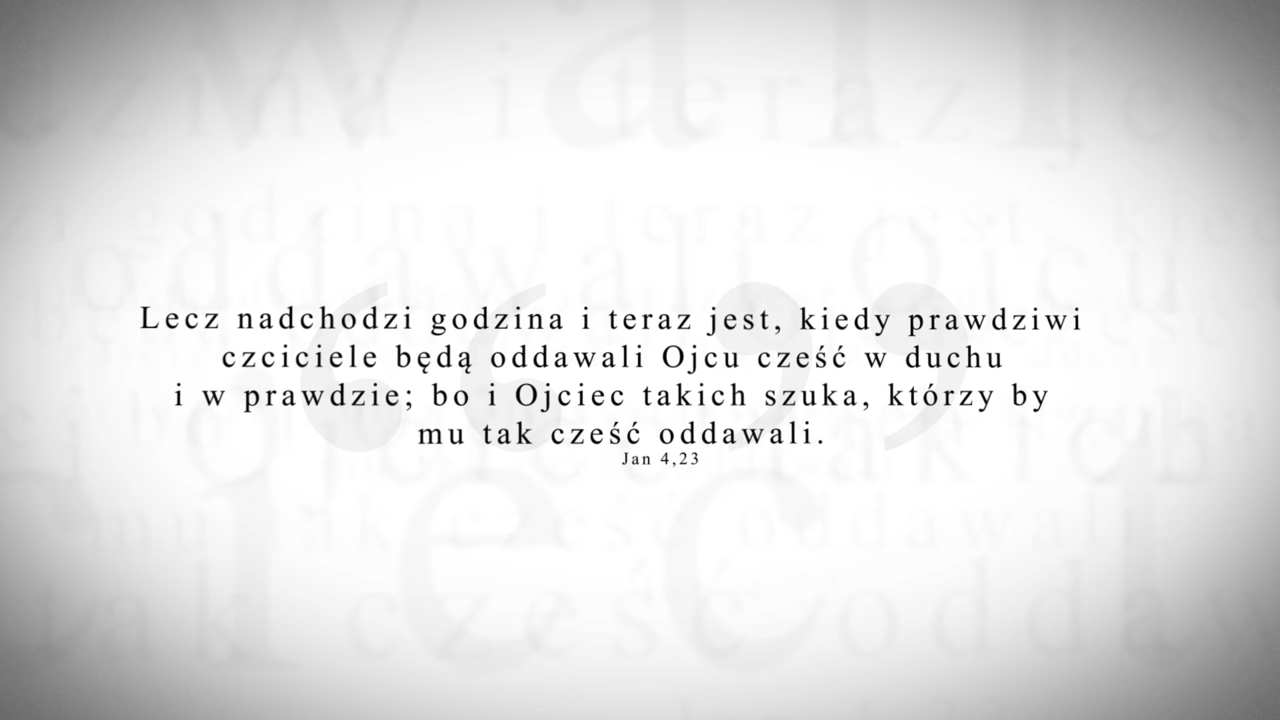 Lecz nadchodzi godzina i teraz jest, kiedy prawdziwi
czciciele będą oddawali Ojcu cześć w duchu
i w prawdzie; bo i Ojciec takich szuka, którzy by
mu tak cześć oddawali.
Jan 4,23